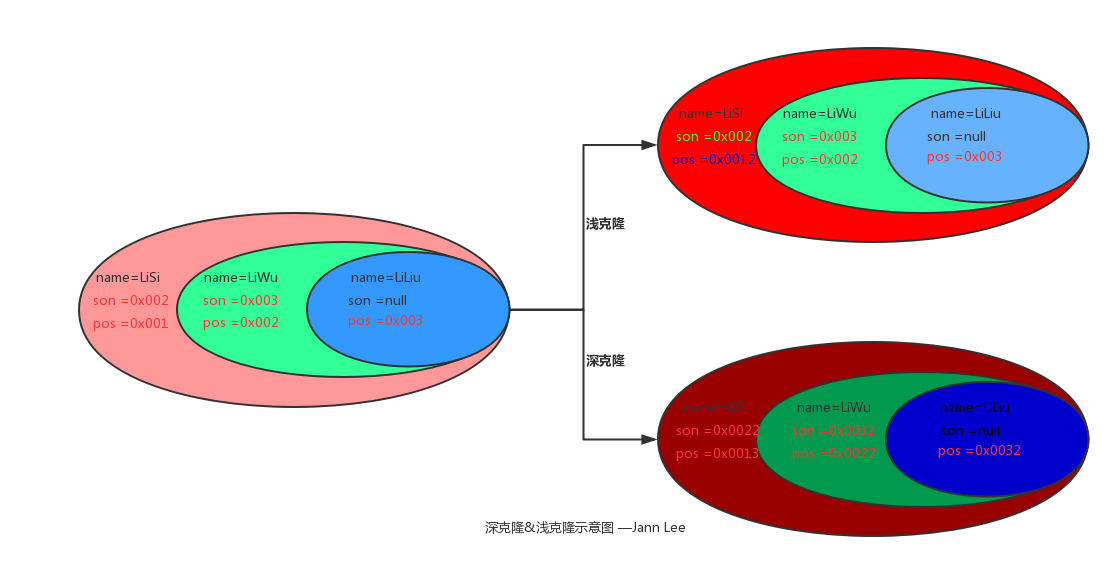 name=LiSi
son =0x002
pos =0x001
name=LiWu
son =0x003
pos =0x002
name=LiLiu
son =null
pos =0x003
浅克隆
name=LiSi
son =0x002
pos =0x0012
name=LiWu
son =0x003
pos =0x002
name=LiLiu
son =null
pos =0x003
深克隆
name=LiSi
son =0x0022
pos =0x0013
name=LiWu
son =0x0032
pos =0x0022
name=LiLiu
son =null
pos =0x0032
深克隆&浅克隆示意图 —Jann Lee